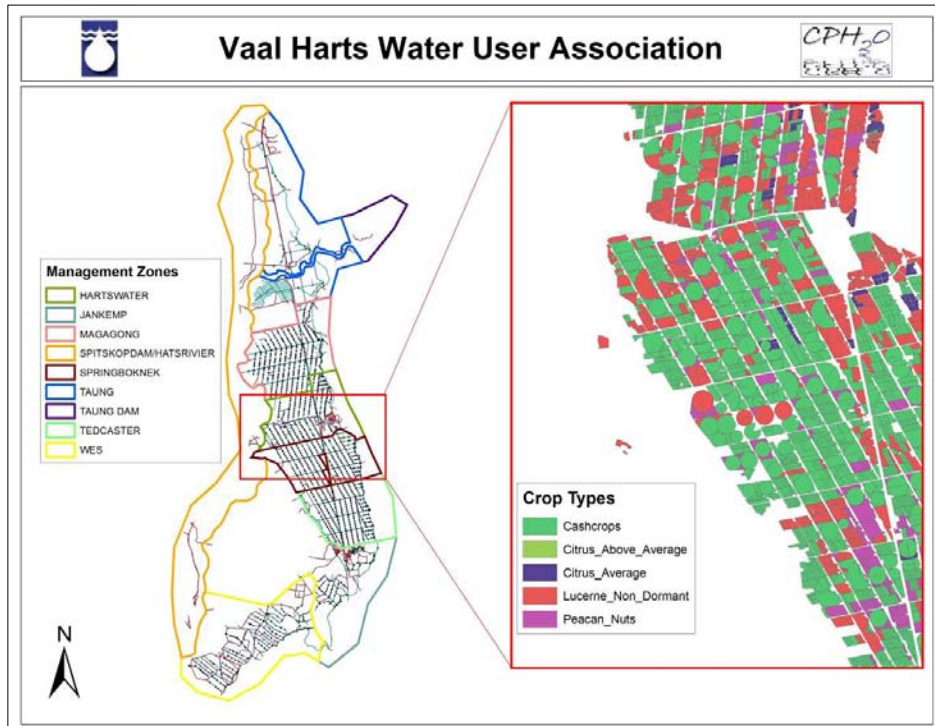 Vaal Harts Water User Association
CPH2O
Management Zones
HARTSWATER
JANKEMP
MAGAGONG
SPITSKOPDAM/HATSRIVIER
SPRINGBOKNEK
TAUNG
TAUNG DAM
TEDCASTER
WES
Crop Types
Cashcrops
Citrus_Above_Average
Citrus_Average
Lucerne_Non_Dormant
Peacan_Nuts
N